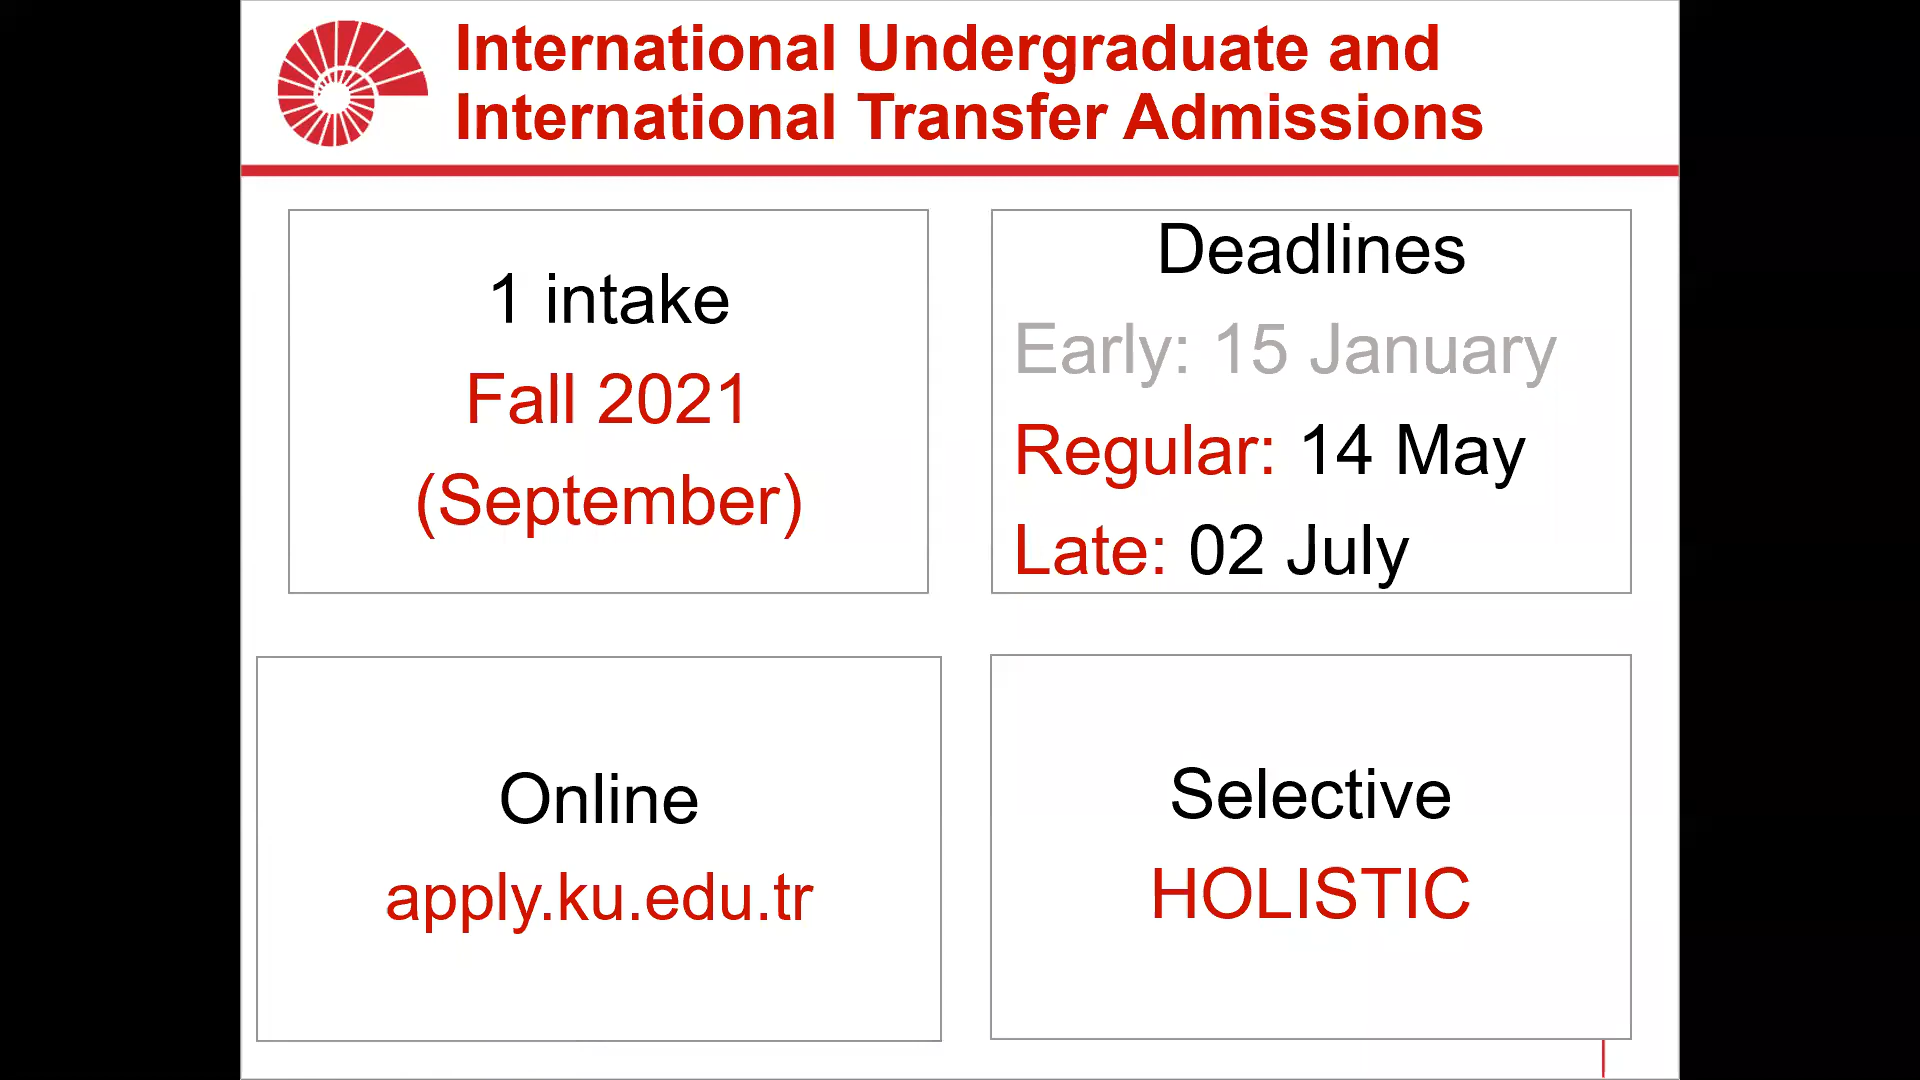 International Undergraduate and
International Transfer Admissions
1 intake
Fall 2021
(September)
Deadlines
Early: 15 January
Regular: 14 May
Late: 02 July
Online
apply.ku.edu.tr
Selective
HOLISTIC